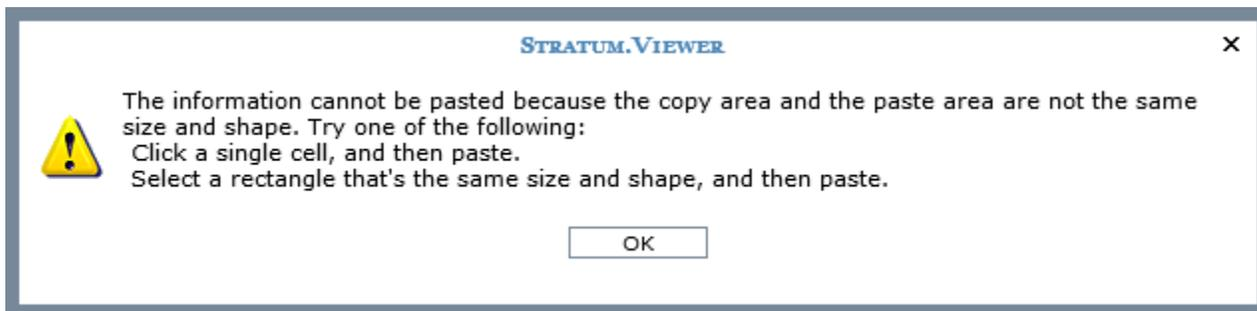 STRATUM.VIEWER
The information cannot be pasted because the copy area and the paste area are not the same
size and shape. Try one of the following:
Click a single cell, and then paste.
Select a rectangle that's the same size and shape, and then paste.
OK